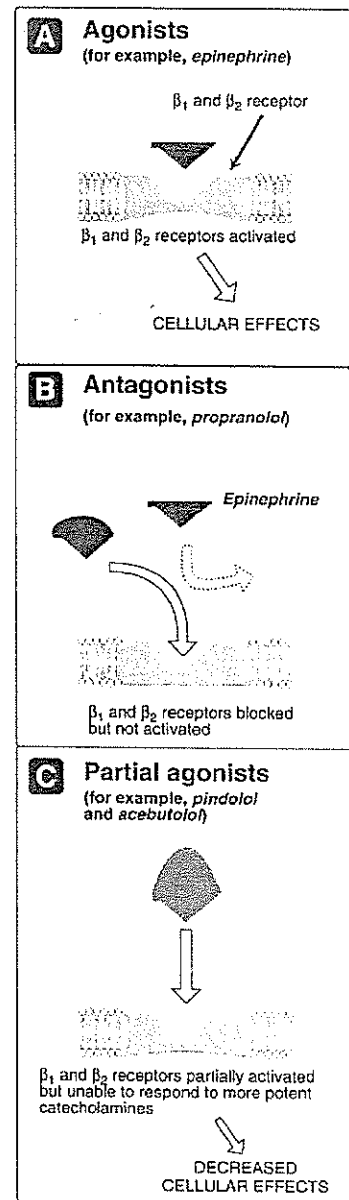 A Agonists
(for example, epinephrine)
β₁ and β₂ receptor
β₁ and β₂ receptors activated
CELLULAR EFFECTS
B Antagonists
(for example, propranolol)
Epinephrine
β₁ and β₂ receptors blocked
but not activated
C Partial agonists
(for example, pindolol
and acebutolol)
β₁ and β₂ receptors partially activated
but unable to respond to more potent
catecholamines
DECREASED
CELLULAR EFFECTS